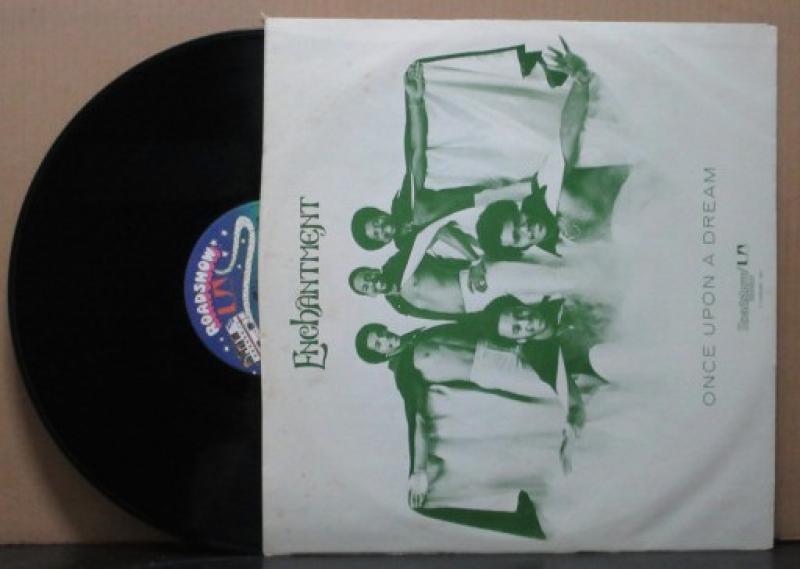 ENCHANTMENT
ONCE UPON A DREAM
ROADSHOW
UA